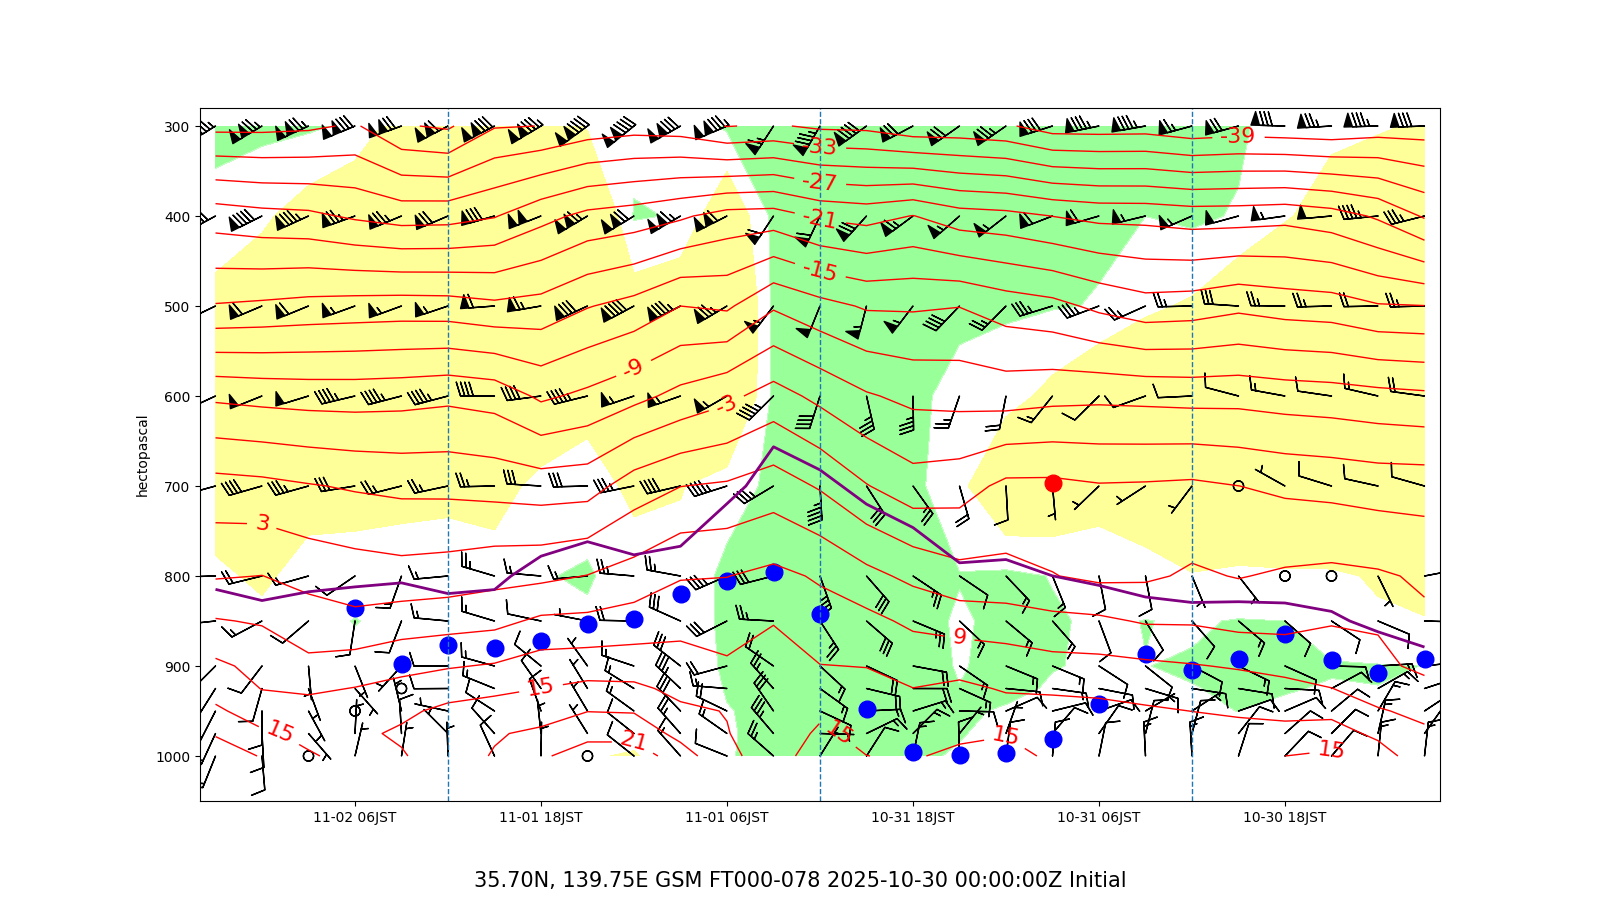 300
400
500
600
700
800
900
1000
hectopascal
-39
-33
-27
-21
-15
-9
-3
3
9
15
15
15
15
15
21
11-02 06JST
11-01 18JST
11-01 06JST
10-31 18JST
10-31 06JST
10-30 18JST
35.70N, 139.75E GSM FT000-078 2025-10-30 00:00:00Z Initial